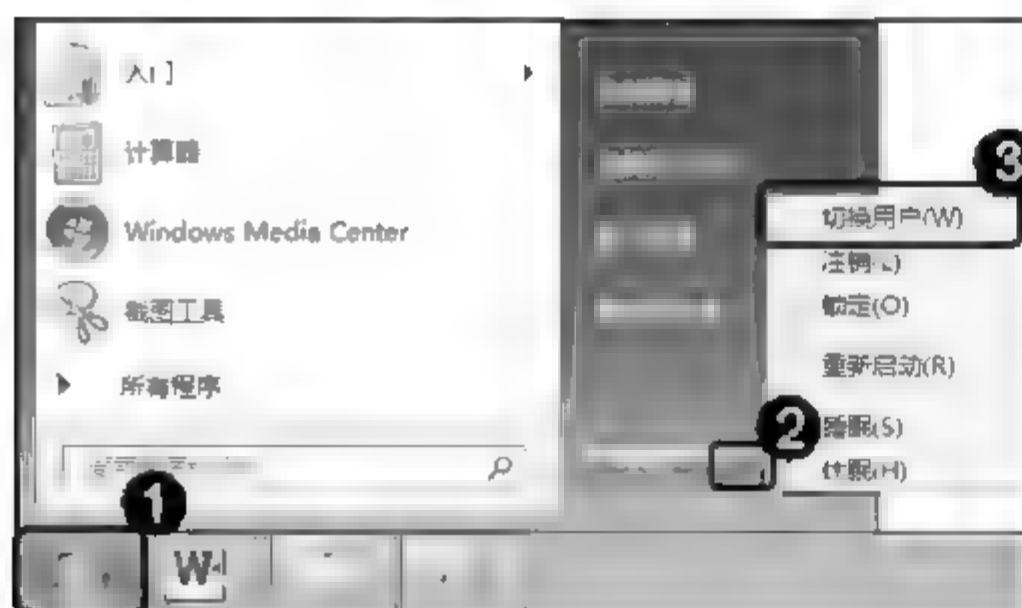 入门
计算器
Windows Media Center
截图工具
所有程序
1
W
2
3
切换用户(W)
注销(L)
锁定(O)
重新启动(R)
睡眠(S)
休眠(H)